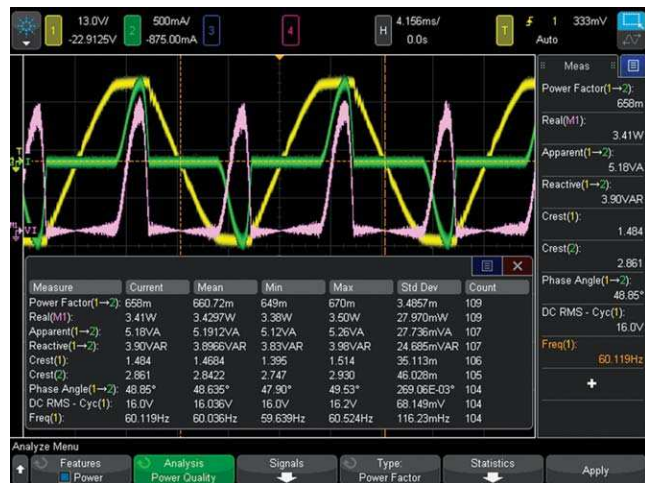 1 13.0V/ 2 500mA/ 3 4 H 4.156ms/ T 1 333mV
-22.9125V -875.00mA 0.0s Auto
Meas
Power Factor(1→2):
658m
Real(M1):
3.41W
Apparent(1→2):
5.18VA
Reactive(1→2):
3.90VAR
Crest(1):
1.484
Crest(2):
2.861
Phase Angle(1→2):
48.85°
DC RMS - Cyc(1):
16.0V
Freq(1):
60.119Hz
VI
Measure Current Mean Min Max Std Dev Count
Power Factor(1→2): 658m 660.72m 649m 670m 3.4857m 109
Real(M1): 3.41W 3.4297W 3.38W 3.50W 27.970mW 109
Apparent(1→2): 5.18VA 5.1912VA 5.12VA 5.26VA 27.736mVA 107
Reactive(1→2): 3.90VAR 3.8966VAR 3.83VAR 3.98VAR 24.685mVAR 107
Crest(1): 1.484 1.4684 1.395 1.514 35.113m 106
Crest(2): 2.861 2.8422 2.747 2.930 46.028m 105
Phase Angle(1→2): 48.85° 48.635° 47.90° 49.53° 269.06E-03° 104
DC RMS - Cyc(1): 16.0V 16.036V 16.0V 16.2V 68.149mV 104
Freq(1): 60.119Hz 60.036Hz 59.639Hz 60.524Hz 116.23mHz 104
Analyze Menu
Features Analysis Signals Type: Statistics Apply
Power Power Quality Power Factor